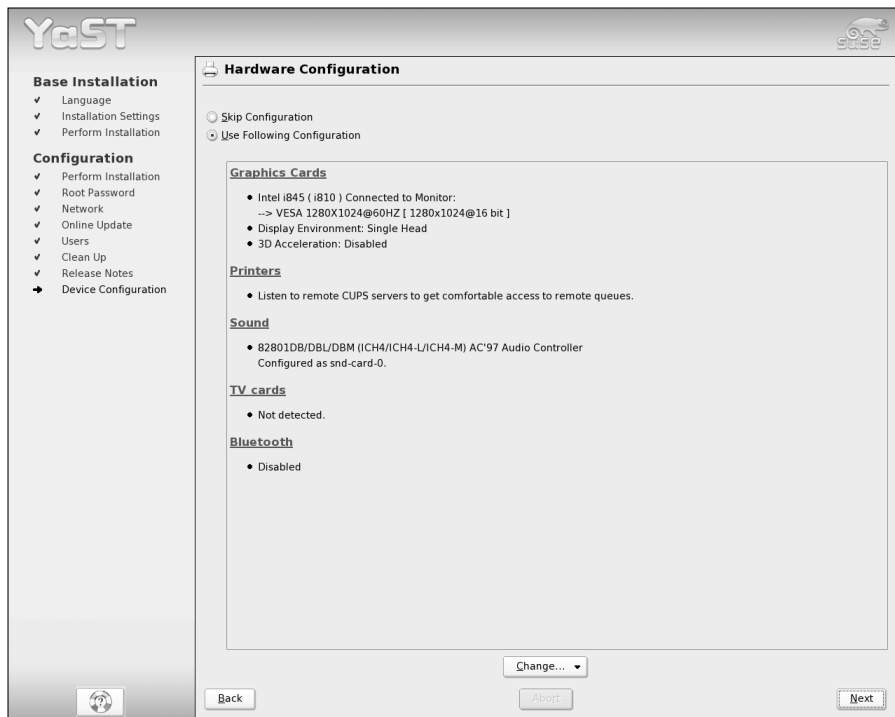 YaST
SUSE
Base Installation
✔ Language
✔ Installation Settings
✔ Perform Installation
Configuration
✔ Perform Installation
✔ Root Password
✔ Network
✔ Online Update
✔ Users
✔ Clean Up
✔ Release Notes
➔ Device Configuration
Hardware Configuration
Skip Configuration
Use Following Configuration
Graphics Cards
• Intel i845 ( i810 ) Connected to Monitor:
--> VESA 1280X1024@60HZ [ 1280x1024@16 bit ]
• Display Environment: Single Head
• 3D Acceleration: Disabled
Printers
• Listen to remote CUPS servers to get comfortable access to remote queues.
Sound
• 82801DB/DBL/DBM (ICH4/ICH4-L/ICH4-M) AC'97 Audio Controller
Configured as snd-card-0.
TV cards
• Not detected.
Bluetooth
• Disabled
Change...
Back
Abort
Next